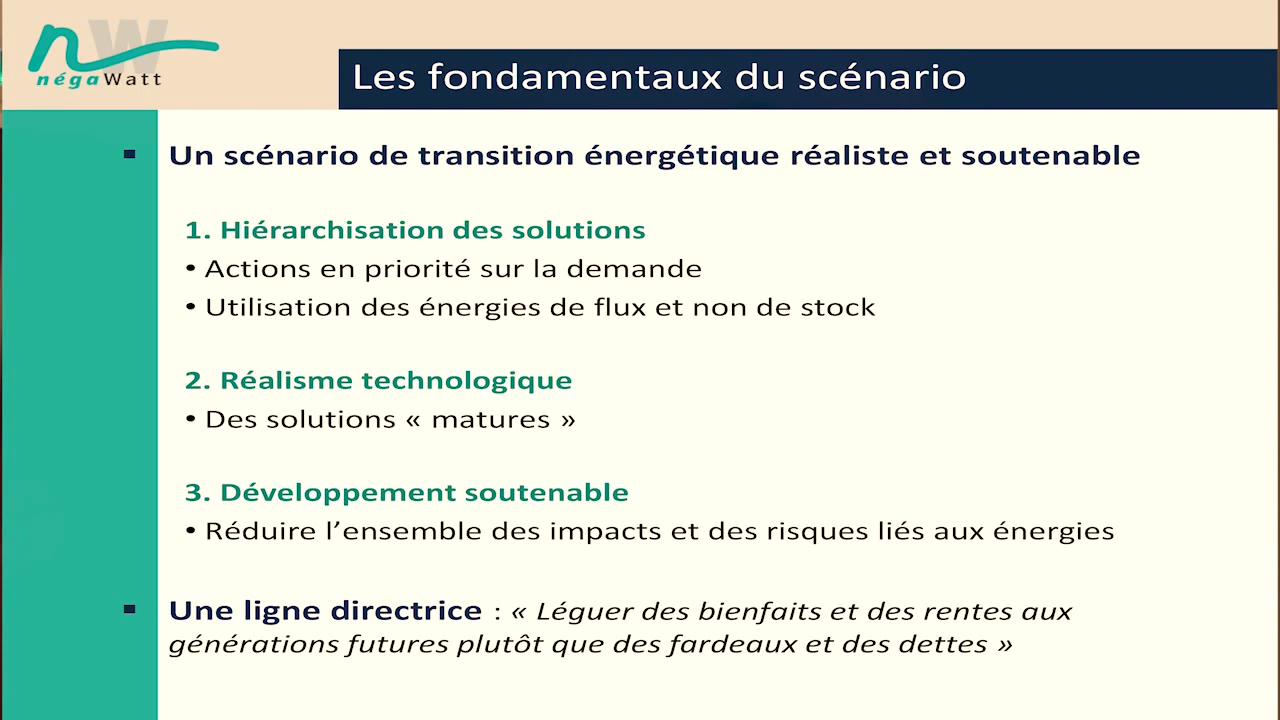 nW
négaWatt
Les fondamentaux du scénario
▪ Un scénario de transition énergétique réaliste et soutenable
1. Hiérarchisation des solutions
• Actions en priorité sur la demande
• Utilisation des énergies de flux et non de stock
2. Réalisme technologique
• Des solutions « matures »
3. Développement soutenable
• Réduire l’ensemble des impacts et des risques liés aux énergies
▪ Une ligne directrice : « Léguer des bienfaits et des rentes aux
générations futures plutôt que des fardeaux et des dettes »